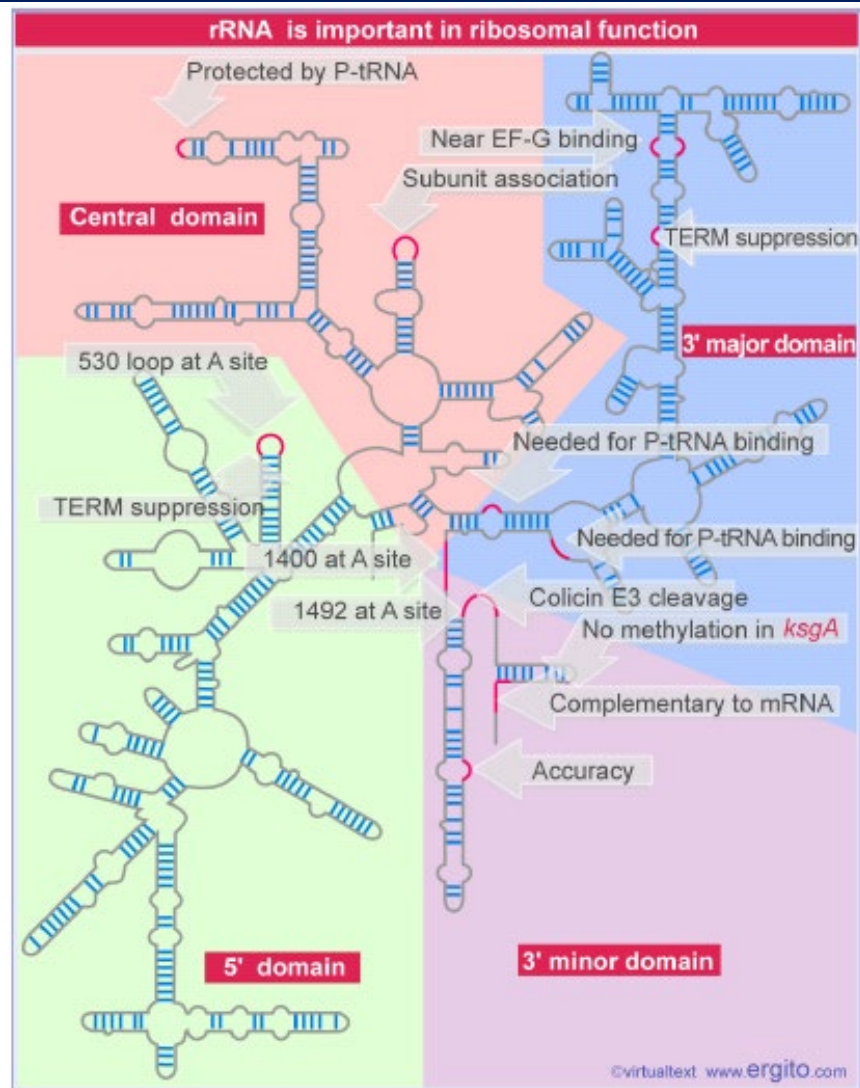 rRNA is important in ribosomal function
Protected by P-tRNA
Near EF-G binding
Subunit association
Central domain
TERM suppression
530 loop at A site
3' major domain
Needed for P-tRNA binding
TERM suppression
Needed for P-tRNA binding
1400 at A site
Colicin E3 cleavage
1492 at A site
No methylation in ksgA
Complementary to mRNA
Accuracy
5' domain
3' minor domain
©virtualtext www.ergito.com